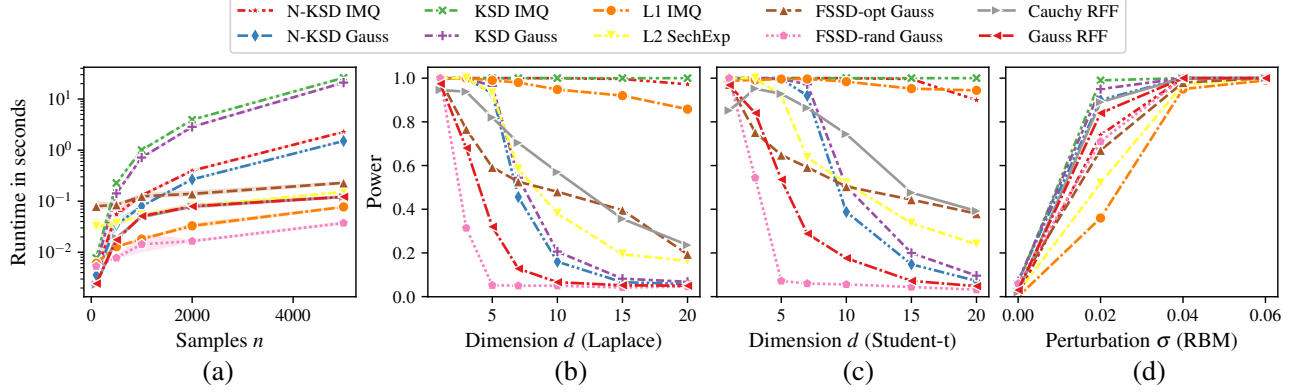 N-KSD IMQ KSD IMQ L1 IMQ FSSD-opt Gauss Cauchy RFF
N-KSD Gauss KSD Gauss L2 SechExp FSSD-rand Gauss Gauss RFF
Runtime in seconds
10^1
10^0
10^-1
10^-2
0 2000 4000
Samples n
(a)
Power
1.0
0.8
0.6
0.4
0.2
0.0
5 10 15 20
Dimension d (Laplace)
(b)
5 10 15 20
Dimension d (Student-t)
(c)
0.00 0.02 0.04 0.06
Perturbation σ (RBM)
(d)